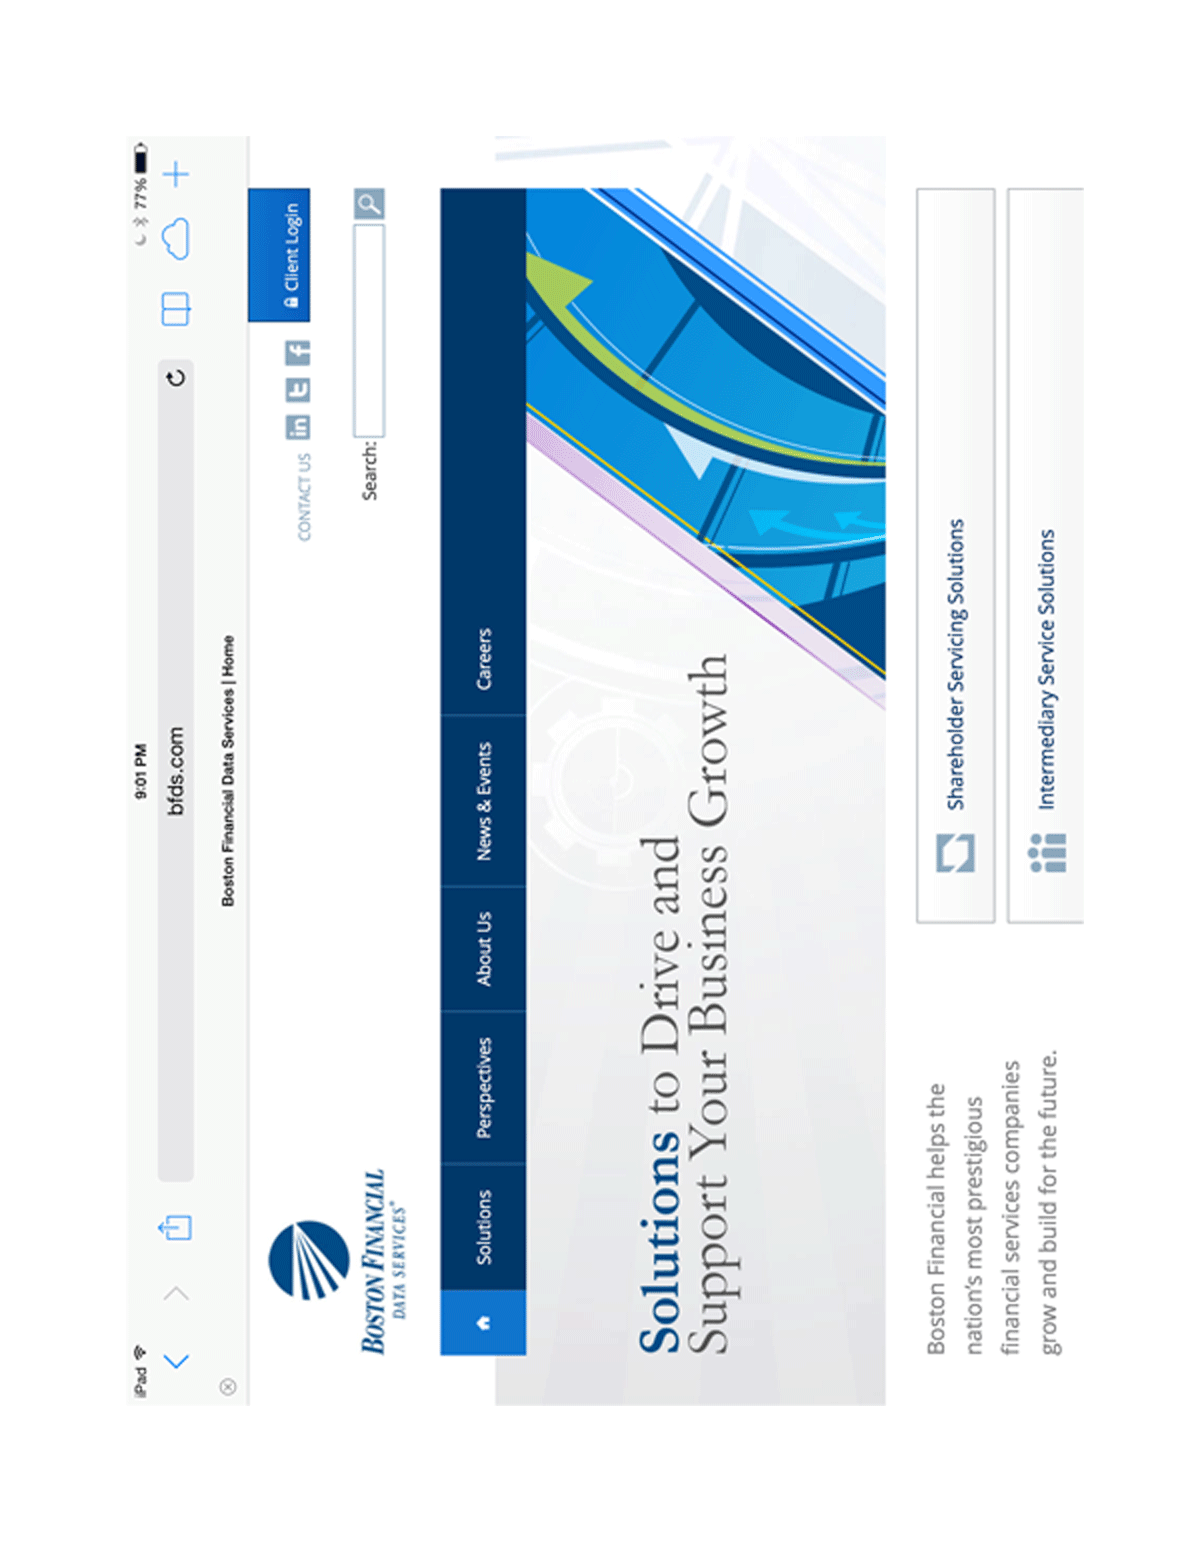 iPad
9:01 PM
77%
bfds.com
Boston Financial Data Services | Home
Client Login
CONTACT US
in t f
BOSTON FINANCIAL
DATA SERVICES®
Search:
Solutions Perspectives About Us News & Events Careers
Solutions to Drive and
Support Your Business Growth
Boston Financial helps the
nation's most prestigious
financial services companies
grow and build for the future.
Shareholder Servicing Solutions
Intermediary Service Solutions